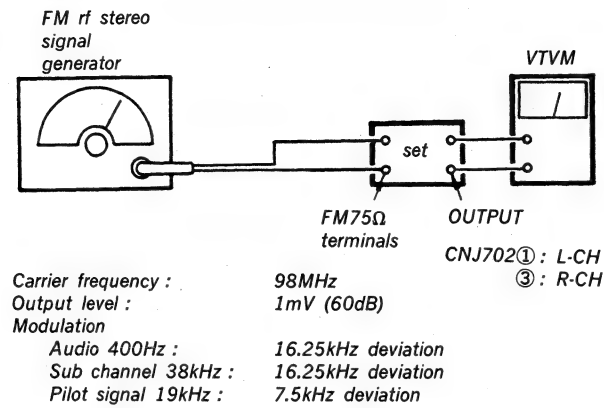 FM rf stereo
signal
generator
VTVM
set
FM75Ω
terminals
OUTPUT
CNJ702①: L-CH
③: R-CH
Carrier frequency : 98MHz
Output level : 1mV (60dB)
Modulation
Audio 400Hz : 16.25kHz deviation
Sub channel 38kHz : 16.25kHz deviation
Pilot signal 19kHz : 7.5kHz deviation